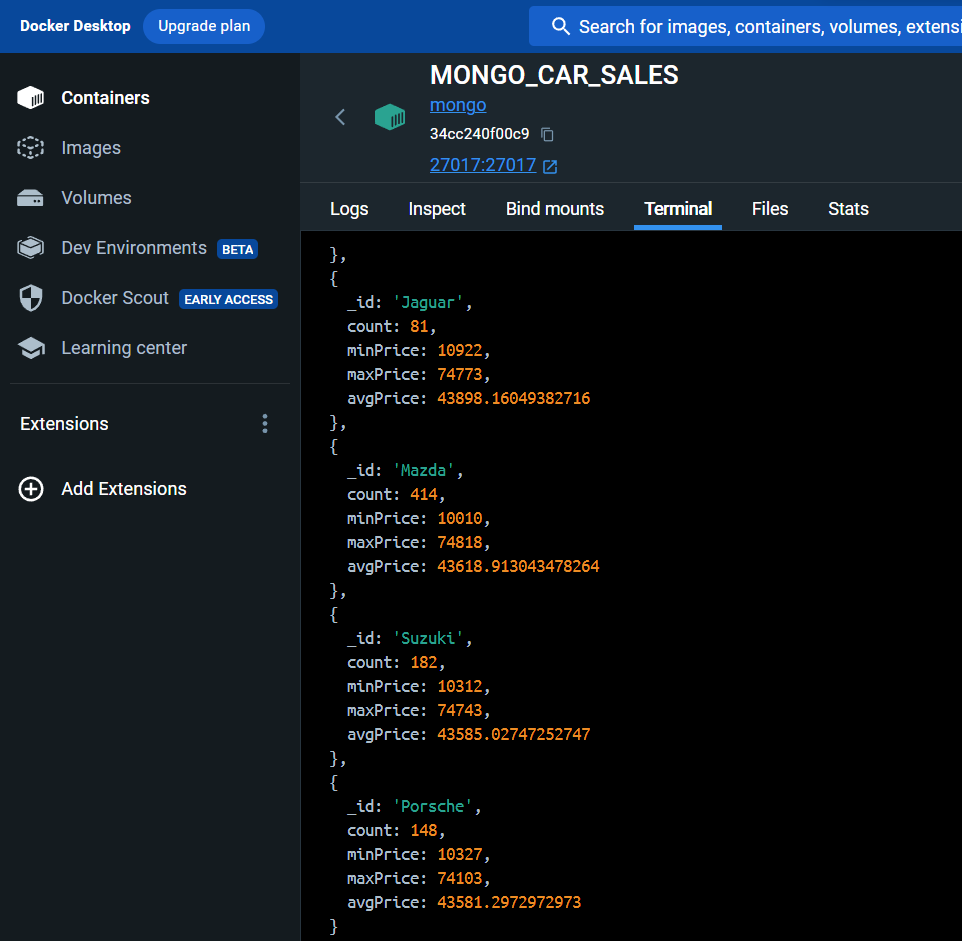 Docker Desktop Upgrade plan Search for images, containers, volumes, extensi
Containers
Images
Volumes
Dev Environments BETA
Docker Scout EARLY ACCESS
Learning center
Extensions
Add Extensions
MONGO_CAR_SALES
mongo
34cc240f00c9
27017:27017
Logs Inspect Bind mounts Terminal Files Stats
},
{
_id: 'Jaguar',
count: 81,
minPrice: 10922,
maxPrice: 74773,
avgPrice: 43898.16049382716
},
{
_id: 'Mazda',
count: 414,
minPrice: 10010,
maxPrice: 74818,
avgPrice: 43618.913043478264
},
{
_id: 'Suzuki',
count: 182,
minPrice: 10312,
maxPrice: 74743,
avgPrice: 43585.02747252747
},
{
_id: 'Porsche',
count: 148,
minPrice: 10327,
maxPrice: 74103,
avgPrice: 43581.2972972973
}